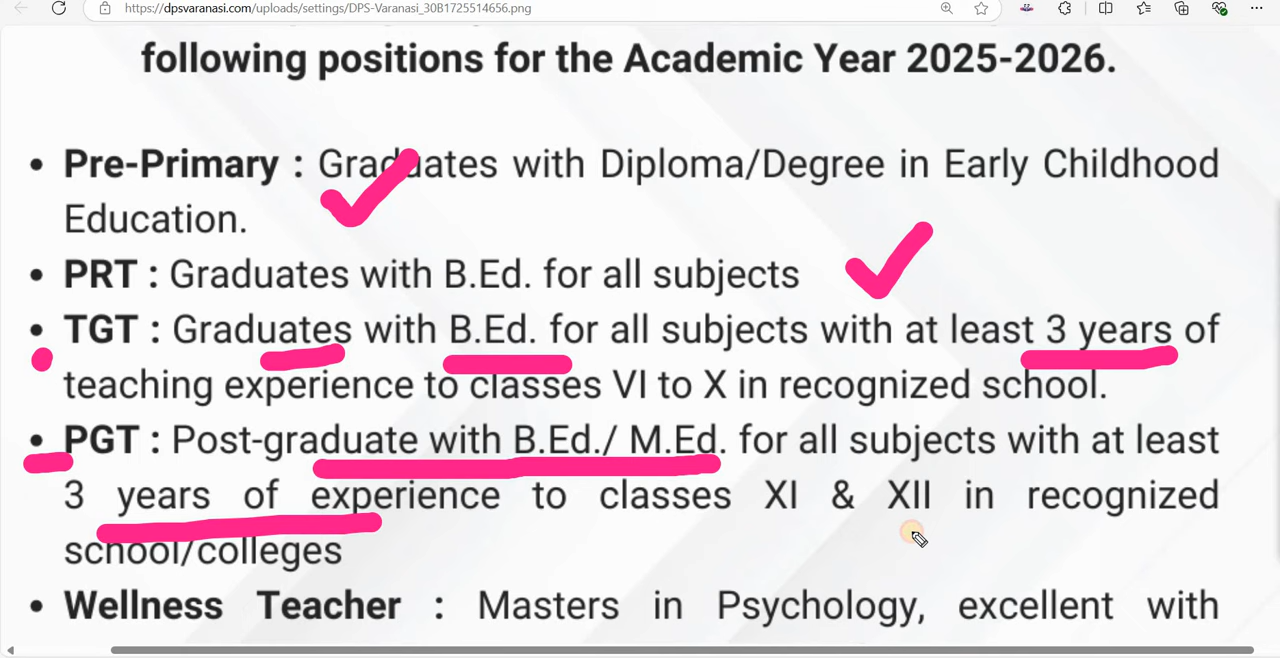 https://dpsvaranasi.com/uploads/settings/DPS-Varanasi_30B1725514656.png
following positions for the Academic Year 2025-2026.
• Pre-Primary : Graduates with Diploma/Degree in Early Childhood
Education.
• PRT : Graduates with B.Ed. for all subjects
• TGT : Graduates with B.Ed. for all subjects with at least 3 years of
teaching experience to classes VI to X in recognized school.
• PGT : Post-graduate with B.Ed./ M.Ed. for all subjects with at least
3 years of experience to classes XI & XII in recognized
school/colleges
• Wellness Teacher : Masters in Psychology, excellent with